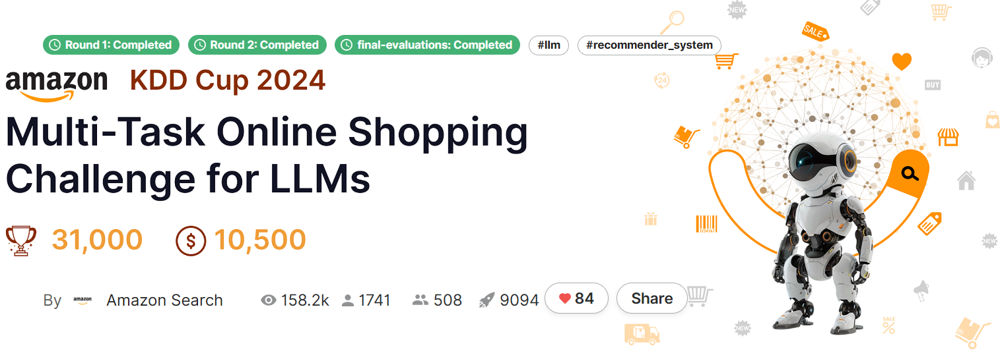 Round 1: Completed Round 2: Completed final-evaluations: Completed #llm #recommender_system
amazon KDD Cup 2024
Multi-Task Online Shopping
Challenge for LLMs
31,000 $ 10,500
By amazon Amazon Search 158.2k 1741 508 9094 84 Share
NEW
SALE
24
BUY
1234567
NEW
NEW
SALE
%